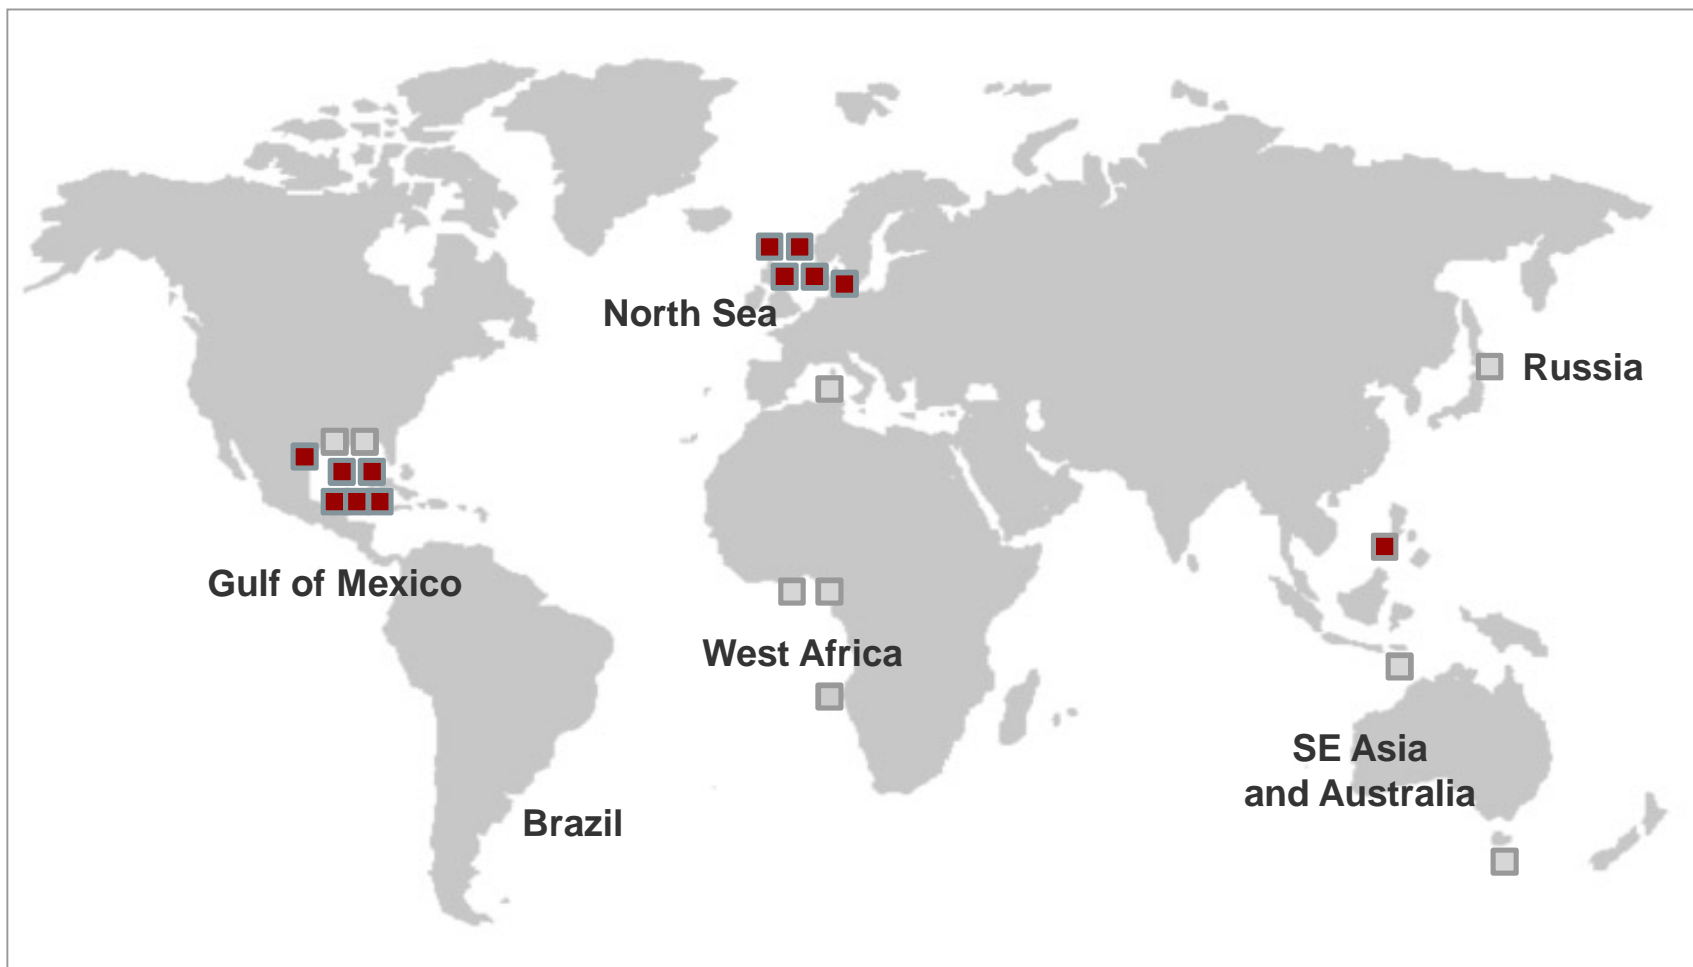 North Sea
Russia
Gulf of Mexico
West Africa
SE Asia
and Australia
Brazil